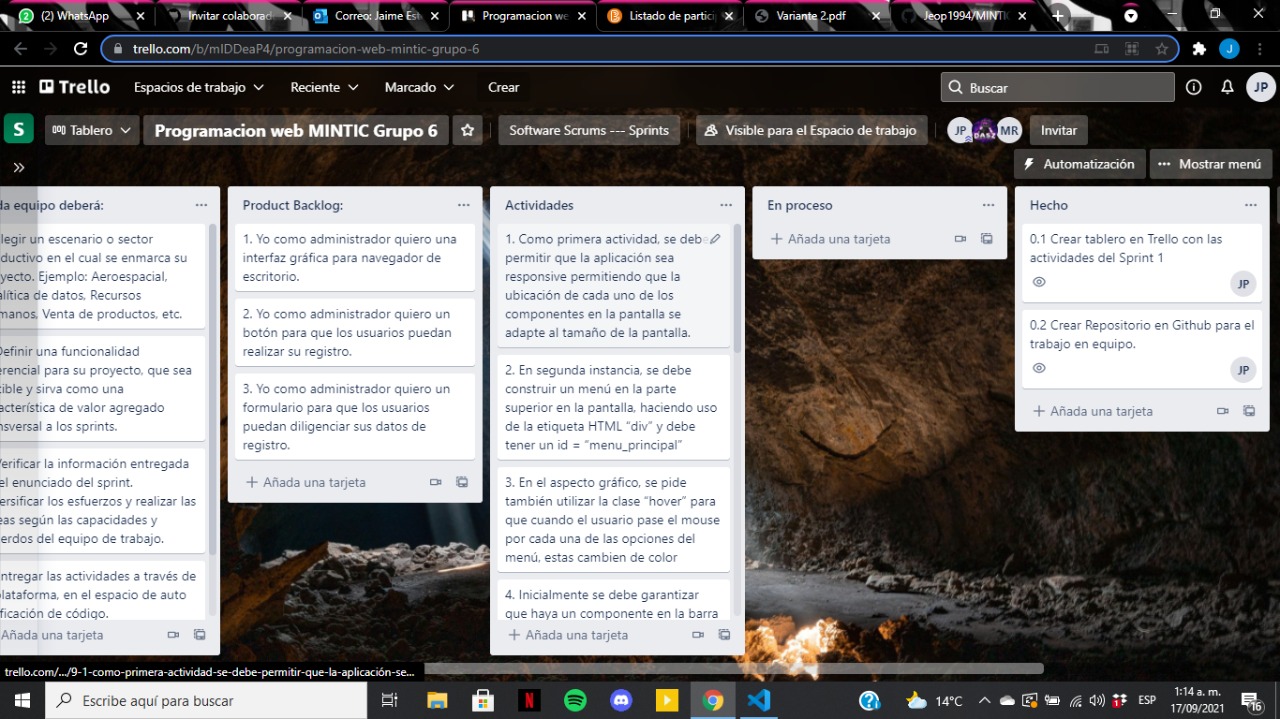 (2) WhatsApp
Invitar colaborad
Correo: Jaime Est
Programacion we
Listado de partici
Variante 2.pdf
Jeop1994/MINTI
trello.com/b/mIDDeaP4/programacion-web-mintic-grupo-6
J
Trello
Espacios de trabajo
Reciente
Marcado
Crear
Buscar
JP
S
Tablero
Programacion web MINTIC Grupo 6
Software Scrums --- Sprints
Visible para el Espacio de trabajo
JP
MR
Invitar
Automatización
Mostrar menú
da equipo deberá:
legir un escenario o sector
ductivo en el cual se enmarca su
yecto. Ejemplo: Aeroespacial,
alítica de datos, Recursos
manos, Venta de productos, etc.
Definir una funcionalidad
erencial para su proyecto, que sea
tible y sirva como una
acterística de valor agregado
nsversal a los sprints.
Verificar la información entregada
el enunciado del sprint.
ersificar los esfuerzos y realizar las
eas según las capacidades y
erdos del equipo de trabajo.
ntregar las actividades a través de
plataforma, en el espacio de auto
ificación de código.
Añada una tarjeta
Product Backlog:
1. Yo como administrador quiero una
interfaz gráfica para navegador de
escritorio.
2. Yo como administrador quiero un
botón para que los usuarios puedan
realizar su registro.
3. Yo como administrador quiero un
formulario para que los usuarios
puedan diligenciar sus datos de
registro.
Añada una tarjeta
Actividades
1. Como primera actividad, se debe
permitir que la aplicación sea
responsive permitiendo que la
ubicación de cada uno de los
componentes en la pantalla se
adapte al tamaño de la pantalla.
2. En segunda instancia, se debe
construir un menú en la parte
superior en la pantalla, haciendo uso
de la etiqueta HTML “div” y debe
tener un id = “menu_principal”
3. En el aspecto gráfico, se pide
también utilizar la clase “hover” para
que cuando el usuario pase el mouse
por cada una de las opciones del
menú, estas cambien de color
4. Inicialmente se debe garantizar
que haya un componente en la barra
Añada una tarjeta
En proceso
Añada una tarjeta
Hecho
0.1 Crear tablero en Trello con las
actividades del Sprint 1
JP
0.2 Crear Repositorio en Github para el
trabajo en equipo.
JP
Añada una tarjeta
trello.com/.../9-1-como-primera-actividad-se-debe-permitir-que-la-aplicación-se...
Escribe aquí para buscar
14°C
ESP
1:14 a. m.
17/09/2021
16